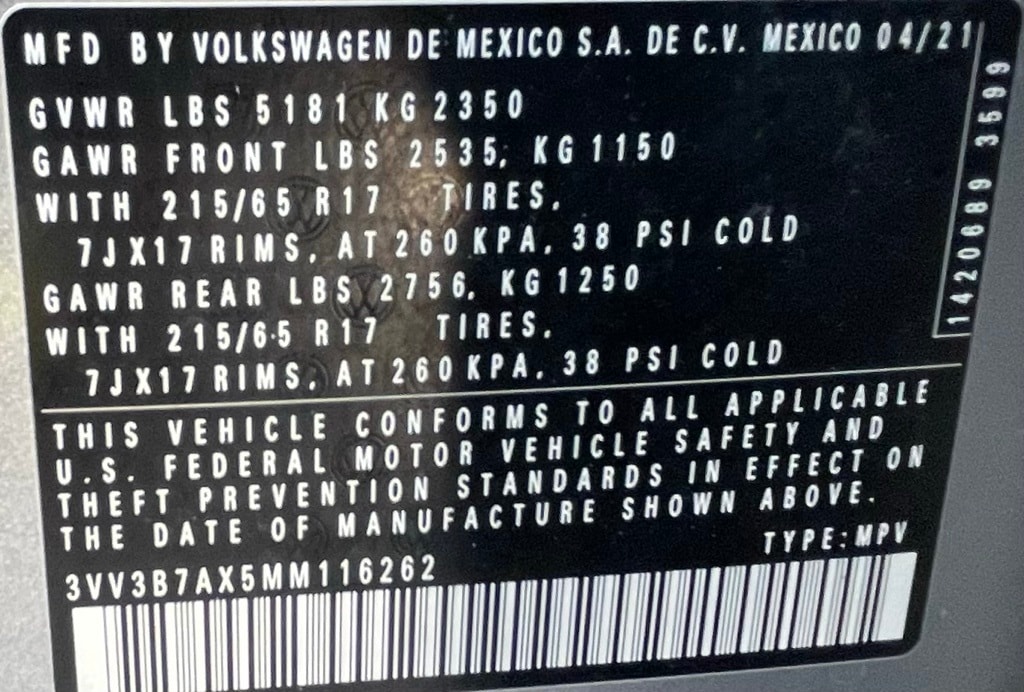 MFD BY VOLKSWAGEN DE MEXICO S.A. DE C.V. MEXICO 04/21
GVWR LBS 5181 KG 2350
GAWR FRONT LBS 2535, KG 1150
WITH 215/65 R17 TIRES,
7JX17 RIMS, AT 260 KPA, 38 PSI COLD
GAWR REAR LBS 2756, KG 1250
WITH 215/65 R17 TIRES,
7JX17 RIMS, AT 260 KPA, 38 PSI COLD
1420689 3599
THIS VEHICLE CONFORMS TO ALL APPLICABLE
U.S. FEDERAL MOTOR VEHICLE SAFETY AND
THEFT PREVENTION STANDARDS IN EFFECT ON
THE DATE OF MANUFACTURE SHOWN ABOVE.
TYPE:MPV
3VV3B7AX5MM116262